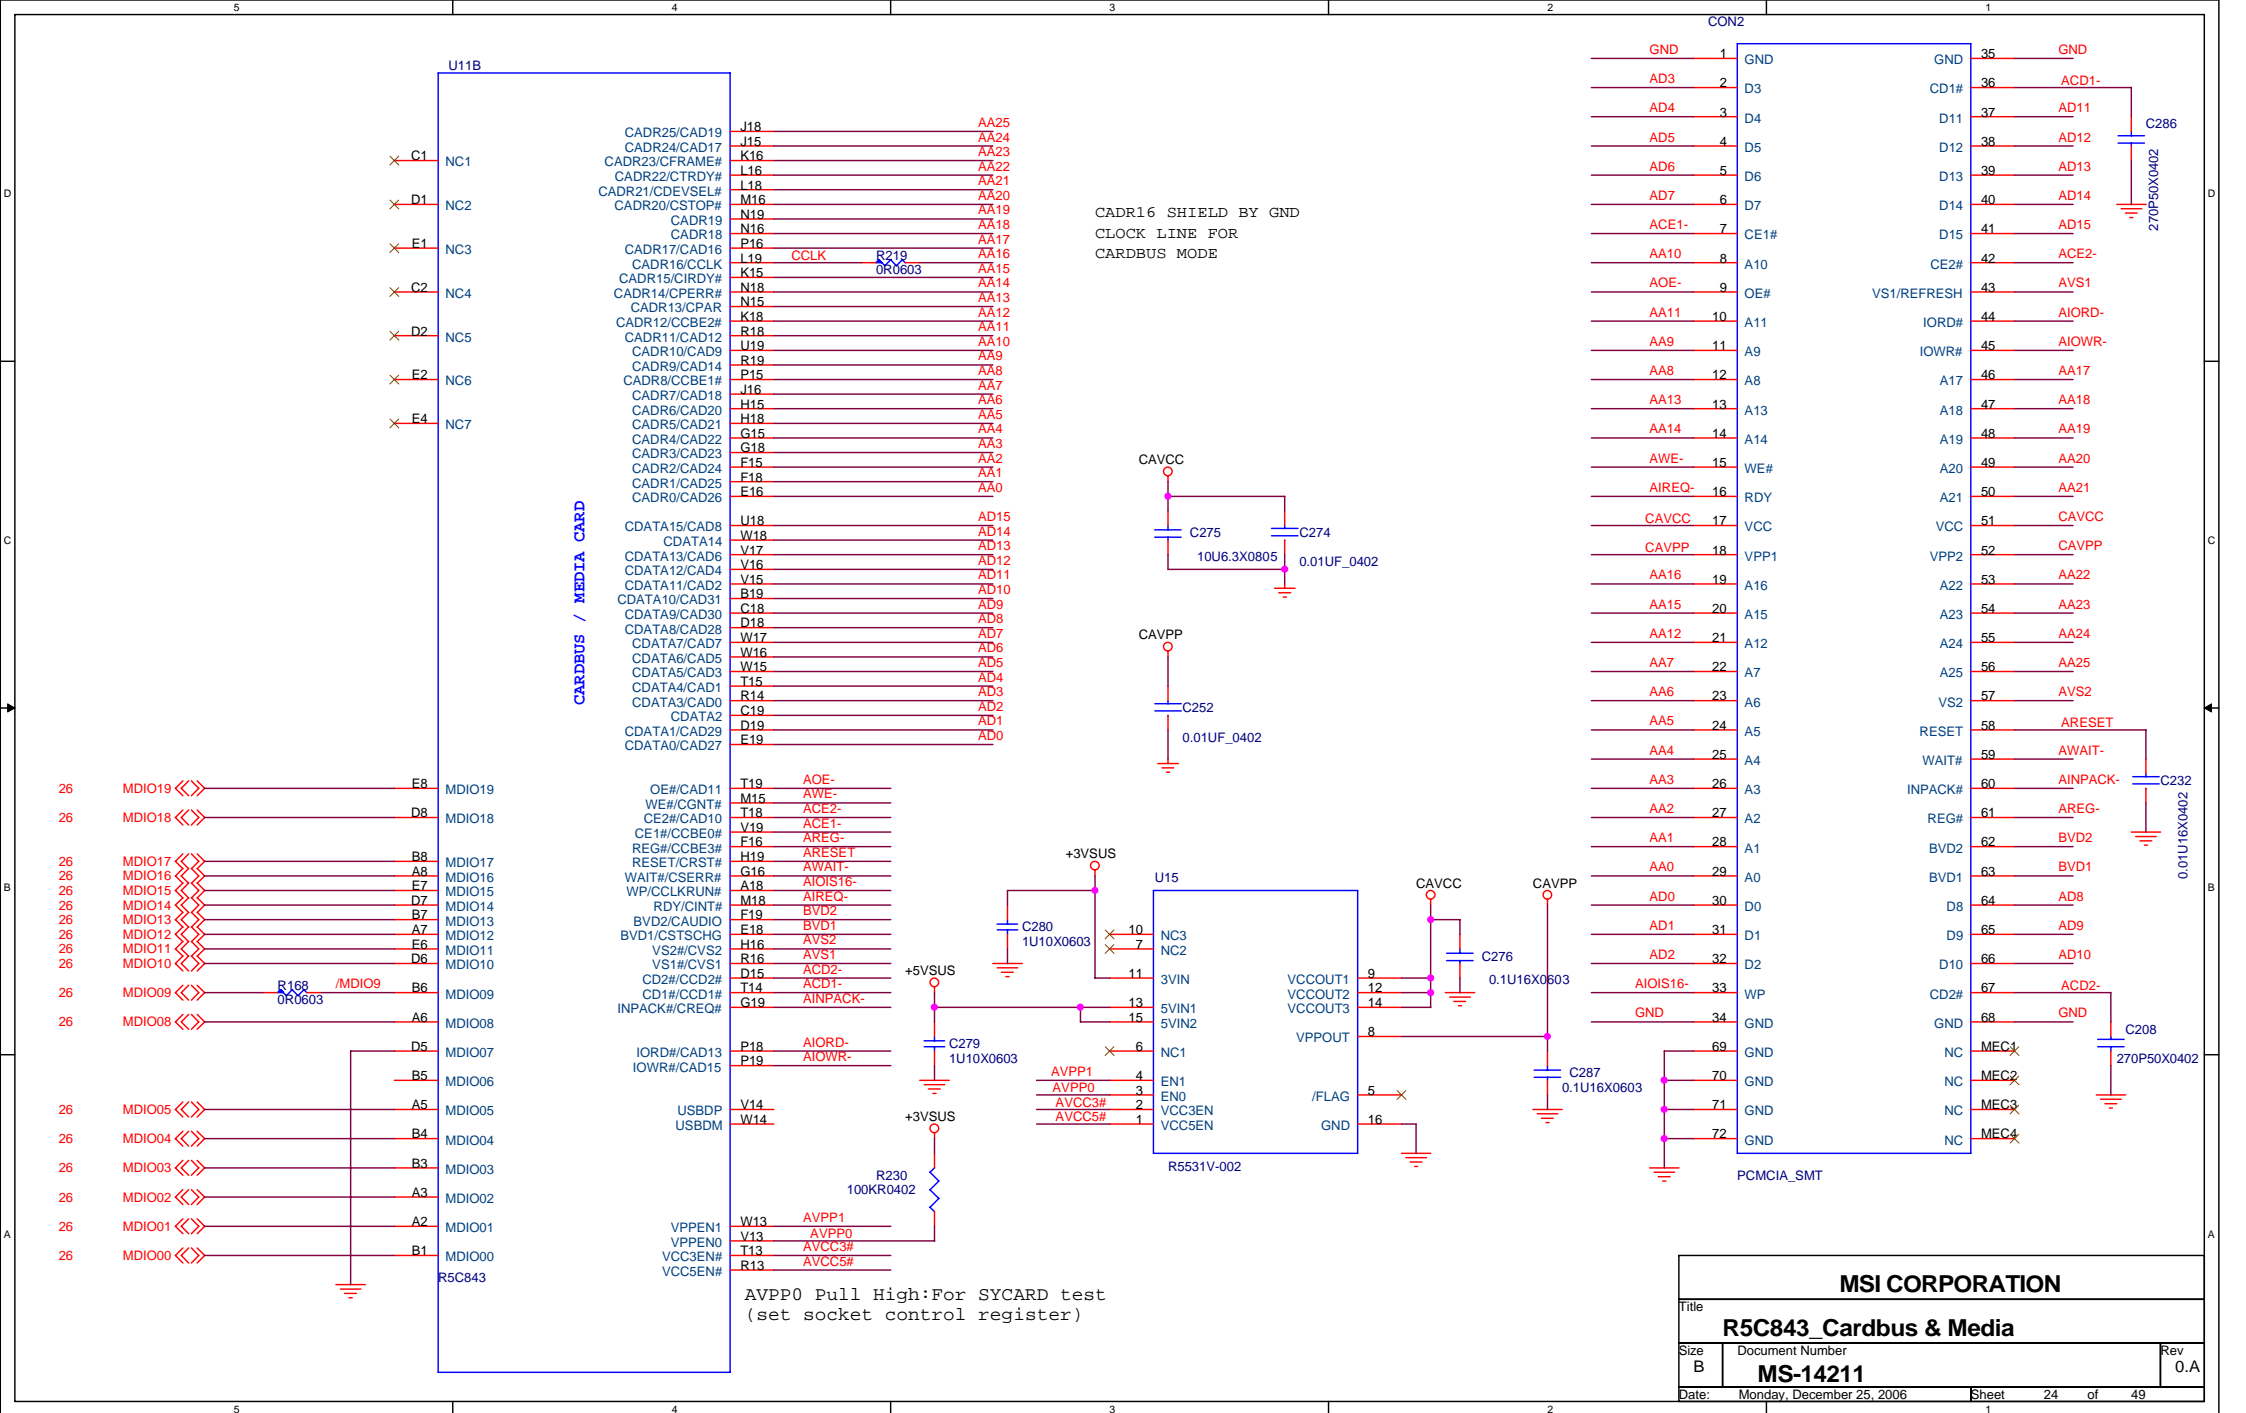 5 4 3 2 1
CON2
U11B
D
C
B
A
C1 NC1
D1 NC2
E1 NC3
C2 NC4
D2 NC5
E2 NC6
E4 NC7
CARDBUS / MEDIA CARD
CADR25/CAD19 J18 AA25
CADR24/CAD17 J15 AA24
CADR23/CFRAME# K16 AA23
CADR22/CTRDY# L16 AA22
CADR21/CDEVSEL# L18 AA21
CADR20/CSTOP# M16 AA20
CADR19 N19 AA19
CADR18 N16 AA18
CADR17/CAD16 P16 AA17
CADR16/CCLK L19 CCLK R219 0R0603 AA16
CADR15/CIRDY# K15 AA15
CADR14/CPERR# N18 AA14
CADR13/CPAR N15 AA13
CADR12/CCBE2# K18 AA12
CADR11/CAD12 R18 AA11
CADR10/CAD9 U19 AA10
CADR9/CAD14 R19 AA9
CADR8/CCBE1# P15 AA8
CADR7/CAD18 J16 AA7
CADR6/CAD20 H15 AA6
CADR5/CAD21 H18 AA5
CADR4/CAD22 G15 AA4
CADR3/CAD23 G18 AA3
CADR2/CAD24 F15 AA2
CADR1/CAD25 F18 AA1
CADR0/CAD26 E16 AA0
CDATA15/CAD8 U18 AD15
CDATA14 W18 AD14
CDATA13/CAD6 V17 AD13
CDATA12/CAD4 V16 AD12
CDATA11/CAD2 V15 AD11
CDATA10/CAD31 B19 AD10
CDATA9/CAD30 C18 AD9
CDATA8/CAD28 D18 AD8
CDATA7/CAD7 W17 AD7
CDATA6/CAD5 W16 AD6
CDATA5/CAD3 W15 AD5
CDATA4/CAD1 T15 AD4
CDATA3/CAD0 R14 AD3
CDATA2 C19 AD2
CDATA1/CAD29 D19 AD1
CDATA0/CAD27 E19 AD0
OE#/CAD11 T19 AOE-
WE#/CGNT# M15 AWE-
CE2#/CAD10 T18 ACE2-
CE1#/CCBE0# V19 ACE1-
REG#/CCBE3# F16 AREG-
RESET/CRST# H19 ARESET
WAIT#/CSERR# G16 AWAIT-
WP/CCLKRUN# A18 AIOIS16-
RDY/CINT# M18 AIREQ-
BVD2/CAUDIO F19 BVD2
BVD1/CSTSCHG E18 BVD1
VS2#/CVS2 H16 AVS2
VS1#/CVS1 R16 AVS1
CD2#/CCD2# D15 ACD2-
CD1#/CCD1# T14 ACD1-
INPACK#/CREQ# G19 AINPACK-
IORD#/CAD13 P18 AIORD-
IOWR#/CAD15 P19 AIOWR-
USBDP V14
USBDM W14
VPPEN1 W13 AVPP1
VPPEN0 V13 AVPP0
VCC3EN# T13 AVCC3#
VCC5EN# R13 AVCC5#
26 MDIO19 E8 MDIO19
26 MDIO18 D8 MDIO18
26 MDIO17 B8 MDIO17
26 MDIO16 A8 MDIO16
26 MDIO15 E7 MDIO15
26 MDIO14 D7 MDIO14
26 MDIO13 B7 MDIO13
26 MDIO12 A7 MDIO12
26 MDIO11 E6 MDIO11
26 MDIO10 D6 MDIO10
26 MDIO09 R168 0R0603 /MDIO9 B6 MDIO09
26 MDIO08 A6 MDIO08
D5 MDIO07
B5 MDIO06
26 MDIO05 A5 MDIO05
26 MDIO04 B4 MDIO04
26 MDIO03 B3 MDIO03
26 MDIO02 A3 MDIO02
26 MDIO01 A2 MDIO01
26 MDIO00 B1 MDIO00
R5C843
CADR16 SHIELD BY GND
CLOCK LINE FOR
CARDBUS MODE
CAVCC
C275
10U6.3X0805
C274
0.01UF_0402
CAVPP
C252
0.01UF_0402
+3VSUS
C280
1U10X0603
+5VSUS
C279
1U10X0603
+3VSUS
R230
100KR0402
AVPP0 Pull High:For SYCARD test
(set socket control register)
U15
10 NC3
7 NC2
11 3VIN
13 5VIN1
15 5VIN2
6 NC1
AVPP1 4 EN1
AVPP0 3 EN0
AVCC3# 2 VCC3EN
AVCC5# 1 VCC5EN
VCCOUT1 9
VCCOUT2 12
VCCOUT3 14
VPPOUT 8
/FLAG 5
GND 16
R5531V-002
CAVCC
C276
0.1U16X0603
CAVPP
C287
0.1U16X0603
GND 1 GND GND 35 GND
AD3 2 D3 CD1# 36 ACD1-
AD4 3 D4 D11 37 AD11
AD5 4 D5 D12 38 AD12
AD6 5 D6 D13 39 AD13
AD7 6 D7 D14 40 AD14
ACE1- 7 CE1# D15 41 AD15
AA10 8 A10 CE2# 42 ACE2-
AOE- 9 OE# VS1/REFRESH 43 AVS1
AA11 10 A11 IORD# 44 AIORD-
AA9 11 A9 IOWR# 45 AIOWR-
AA8 12 A8 A17 46 AA17
AA13 13 A13 A18 47 AA18
AA14 14 A14 A19 48 AA19
AWE- 15 WE# A20 49 AA20
AIREQ- 16 RDY A21 50 AA21
CAVCC 17 VCC VCC 51 CAVCC
CAVPP 18 VPP1 VPP2 52 CAVPP
AA16 19 A16 A22 53 AA22
AA15 20 A15 A23 54 AA23
AA12 21 A12 A24 55 AA24
AA7 22 A7 A25 56 AA25
AA6 23 A6 VS2 57 AVS2
AA5 24 A5 RESET 58 ARESET
AA4 25 A4 WAIT# 59 AWAIT-
AA3 26 A3 INPACK# 60 AINPACK-
AA2 27 A2 REG# 61 AREG-
AA1 28 A1 BVD2 62 BVD2
AA0 29 A0 BVD1 63 BVD1
AD0 30 D0 D8 64 AD8
AD1 31 D1 D9 65 AD9
AD2 32 D2 D10 66 AD10
AIOIS16- 33 WP CD2# 67 ACD2-
GND 34 GND GND 68 GND
69 GND NC MEC1
70 GND NC MEC2
71 GND NC MEC3
72 GND NC MEC4
PCMCIA_SMT
C286
270P50X0402
C232
0.01U16X0402
C208
270P50X0402
D
C
B
A
MSI CORPORATION
Title
R5C843_Cardbus & Media
Size Document Number Rev
B MS-14211 0.A
Date: Monday, December 25, 2006 Sheet 24 of 49
5 4 3 2 1